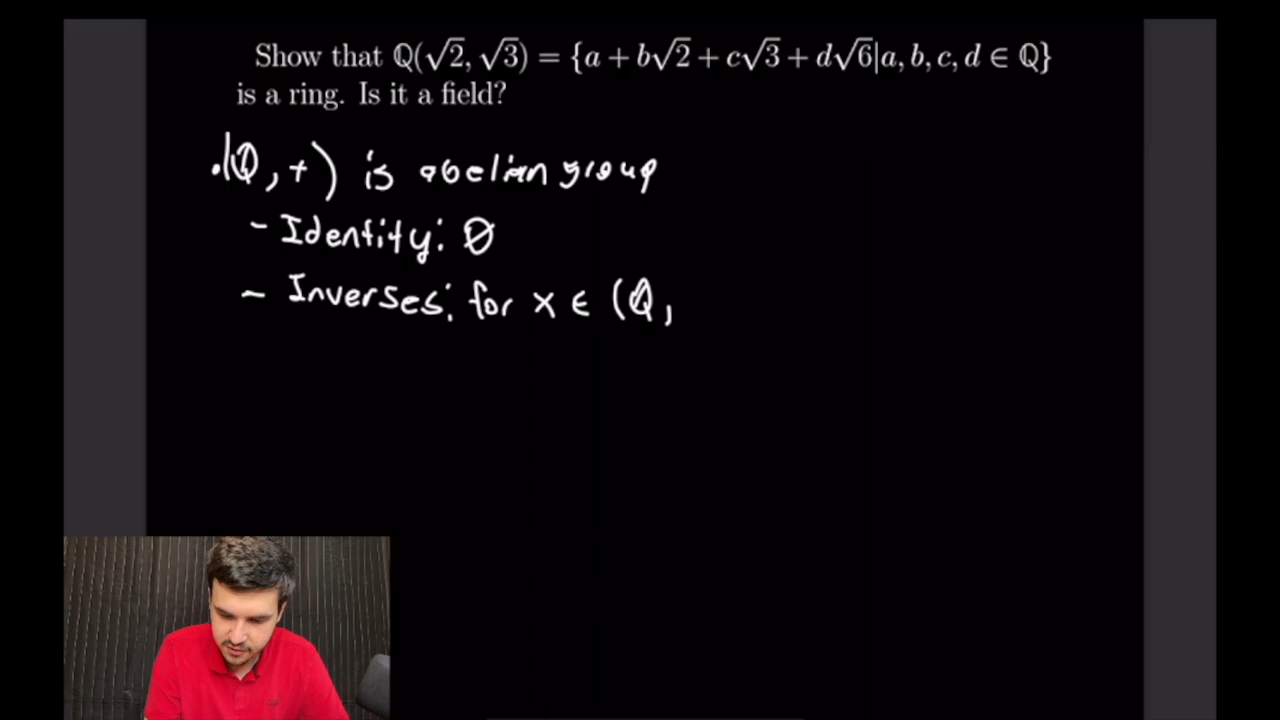 Show that ℚ(√2, √3) = {a + b√2 + c√3 + d√6|a, b, c, d ∈ ℚ}
is a ring. Is it a field?
·(ℚ, +) is abelian group
- Identity: 0
- Inverses: for x ∈ (ℚ,